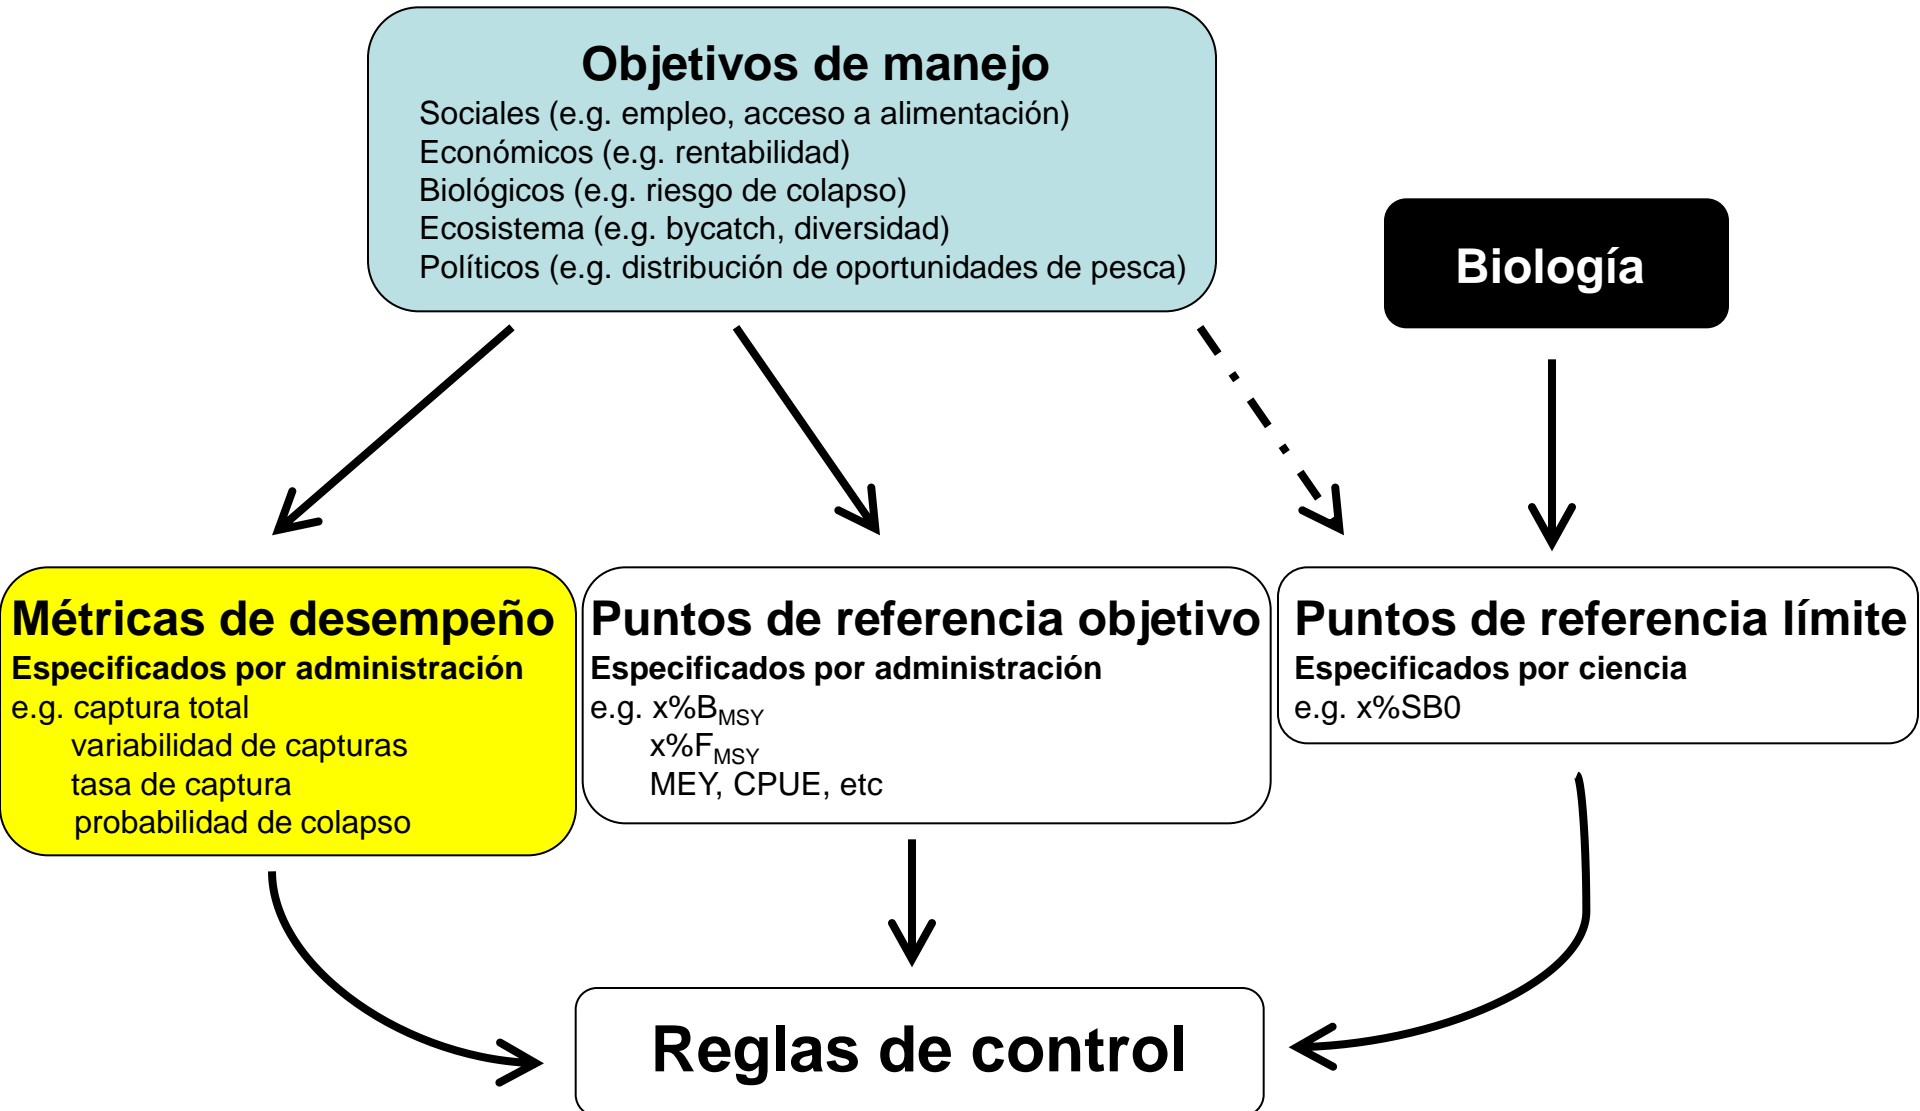 Objetivos de manejo
Sociales (e.g. empleo, acceso a alimentación)
Económicos (e.g. rentabilidad)
Biológicos (e.g. riesgo de colapso)
Ecosistema (e.g. bycatch, diversidad)
Políticos (e.g. distribución de oportunidades de pesca)
Biología
Métricas de desempeño
Especificados por administración
e.g. captura total
variabilidad de capturas
tasa de captura
probabilidad de colapso
Puntos de referencia objetivo
Especificados por administración
e.g. x%B_MSY
x%F_MSY
MEY, CPUE, etc
Puntos de referencia límite
Especificados por ciencia
e.g. x%SB0
Reglas de control